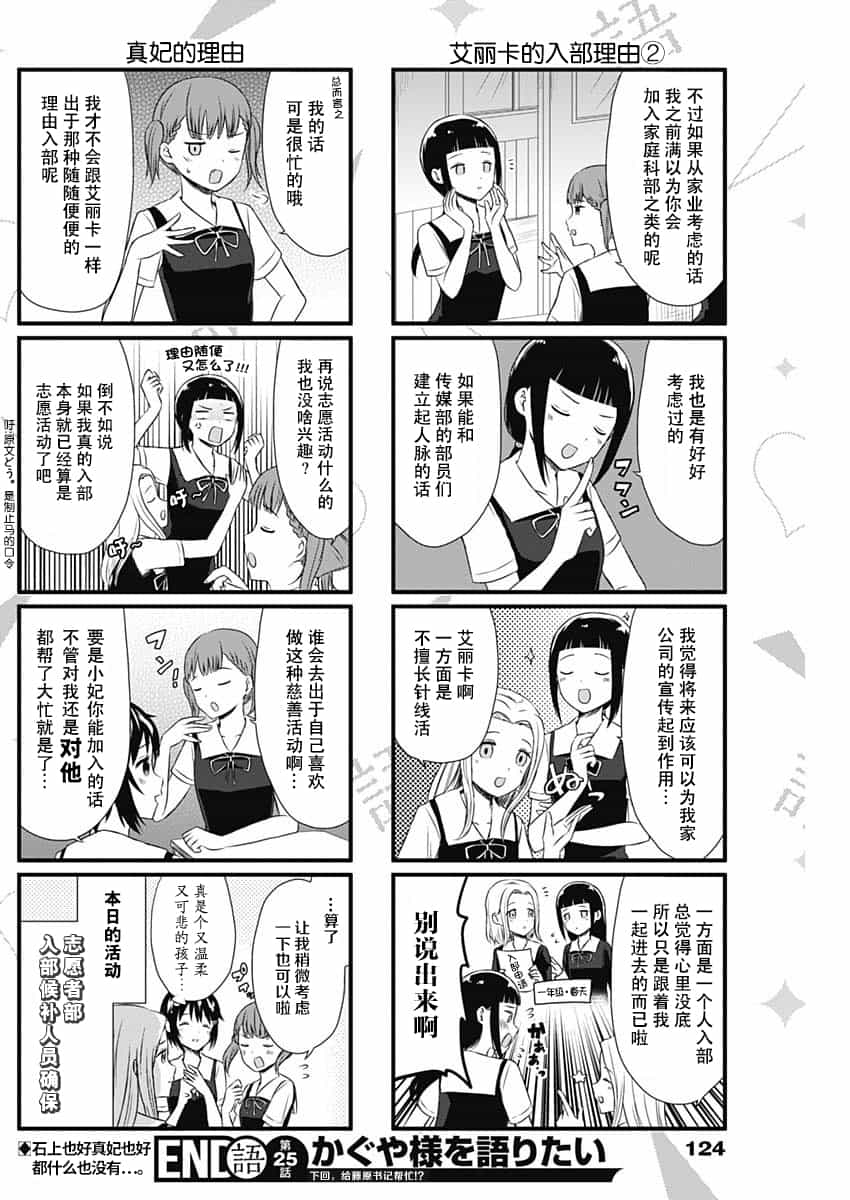 艾丽卡的入部理由②
不过如果从家业考虑的话
我之前满以为你会
加入家庭科部之类的呢
我也是有好好
考虑过的
如果能和
传媒部的部员们
建立起人脉的话
フフン
我觉得将来应该可以为我家
公司的宣传起到作用…
艾丽卡啊
一方面是
不擅长针线活
ぬっ
一方面是一个人入部
总觉得心里没底
所以只是跟着我
一起进去的而已啦
入部申请
一年级·春天
别说出来啊
かぁぁっ
真妃的理由
总而言之
我的话
可是很忙的哦
我才不会跟艾丽卡一样
出于那种随随便便的
理由入部呢
再说志愿活动什么的
我也没啥兴趣?
理由随便
又怎么了!!!
吁~
吁~
倒不如说
如果我真的入部
本身就已经算是
志愿活动了吧
吁:原文どう。是制止马的口令
谁会去出于自己喜欢
做这种慈善活动啊…
要是小妃你能加入的话
不管对我还是对他
都帮了大忙就是了…
…算了
让我稍微考虑
一下也可以啦
真是个又温柔
又可悲的孩子…
本日的活动
志愿者部
入部候补人员确保
◆石上也好真妃也好
都什么也没有…。
END
語
第25話
かぐや様を語りたい
下回,给藤原书记帮忙!?
124